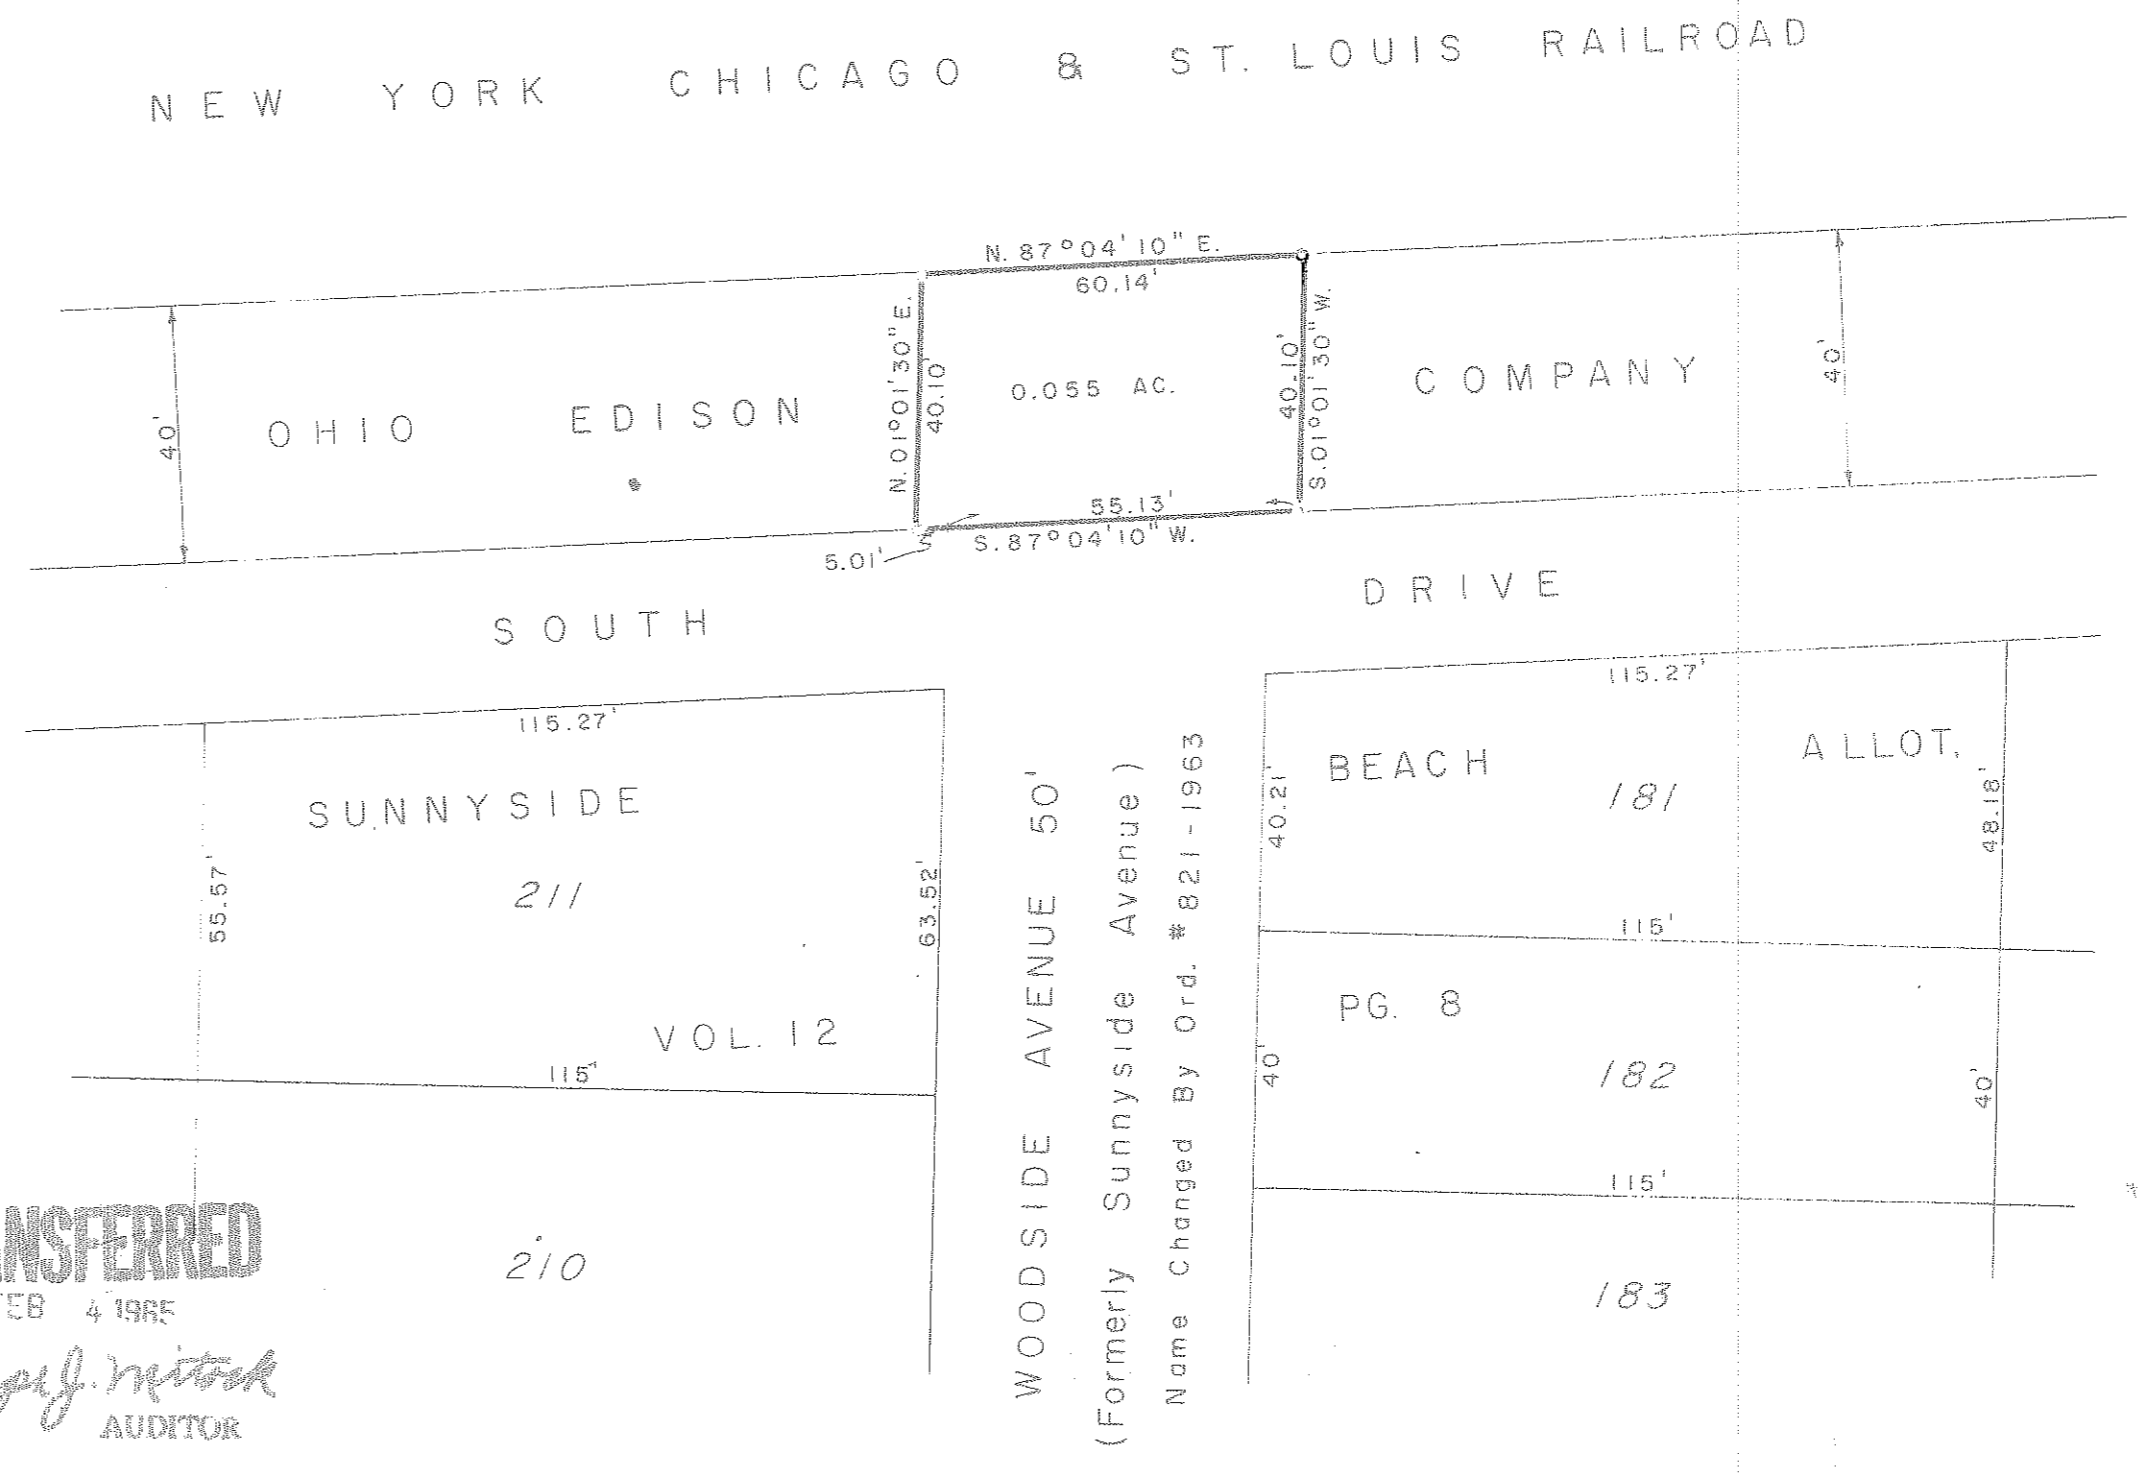 NEW YORK CHICAGO & ST. LOUIS RAILROAD
N. 87°04'10" E.
60.14'
40'
OHIO EDISON
N. 01°01'30" E.
40.10'
0.055 AC.
40.10'
S. 01°01'30" W.
COMPANY
40'
55.13'
5.01'
S. 87°04'10" W.
SOUTH DRIVE
115.27'
115.27'
SUNNYSIDE
BEACH
ALLOT.
181
55.57'
211
63.52'
40.21'
48.18'
115'
VOL. 12
PG. 8
115'
182
40'
40'
115'
210
183
WOODSIDE AVENUE 50'
(Formerly Sunnyside Avenue)
Name Changed By Ord. #821-1963
NSFERRED
EB 4 1965
AUDITOR